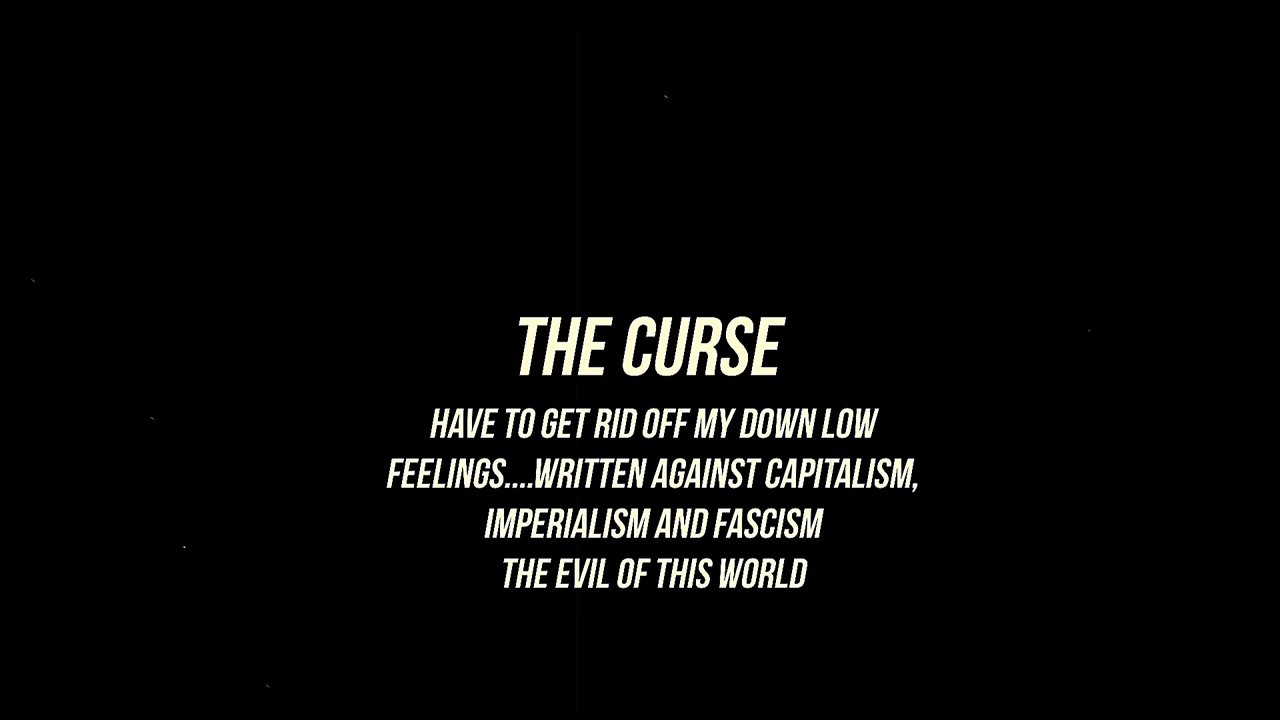 THE CURSE
HAVE TO GET RID OFF MY DOWN LOW
FEELINGS....WRITTEN AGAINST CAPITALISM,
IMPERIALISM AND FASCISM
THE EVIL OF THIS WORLD